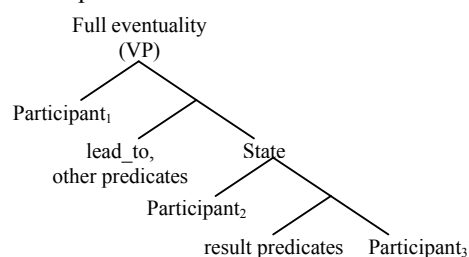 Full eventuality
(VP)
Participant₁
lead_to,
other predicates
State
Participant₂
result predicates
Participant₃